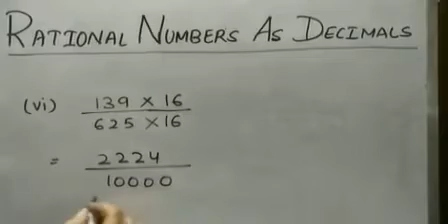 RATIONAL NUMBERS AS DECIMALS
(vi) 139 × 16
625 × 16
= 2224
10000